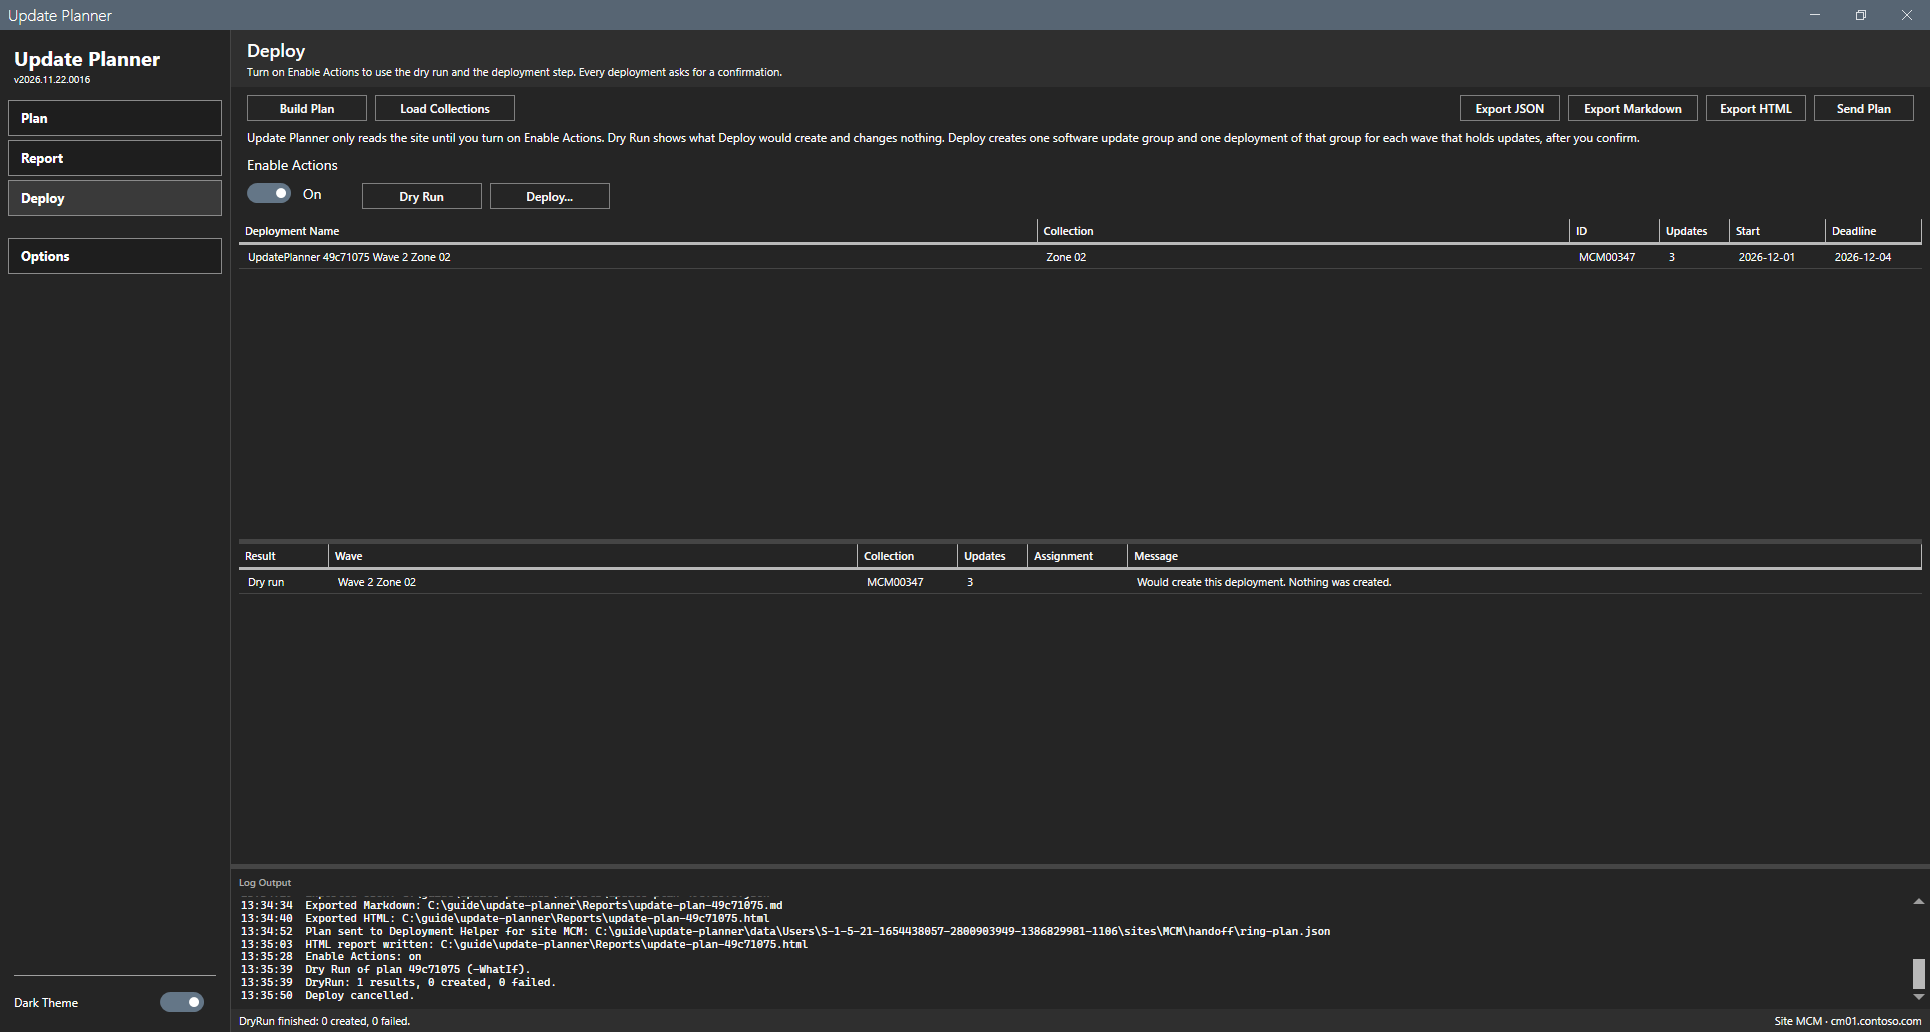 Update Planner
Update Planner
v2026.11.22.0016
Plan
Report
Deploy
Options
Dark Theme
Deploy
Turn on Enable Actions to use the dry run and the deployment step. Every deployment asks for a confirmation.
Build Plan
Load Collections
Export JSON
Export Markdown
Export HTML
Send Plan
Update Planner only reads the site until you turn on Enable Actions. Dry Run shows what Deploy would create and changes nothing. Deploy creates one software update group and one deployment of that group for each wave that holds updates, after you confirm.
Enable Actions
On
Dry Run
Deploy...
Deployment Name Collection ID Updates Start Deadline
UpdatePlanner 49c71075 Wave 2 Zone 02 Zone 02 MCM00347 3 2026-12-01 2026-12-04
Result Wave Collection Updates Assignment Message
Dry run Wave 2 Zone 02 MCM00347 3 Would create this deployment. Nothing was created.
Log Output
13:34:34 Exported Markdown: C:\guide\update-planner\Reports\update-plan-49c71075.md
13:34:40 Exported HTML: C:\guide\update-planner\Reports\update-plan-49c71075.html
13:34:52 Plan sent to Deployment Helper for site MCM: C:\guide\update-planner\data\Users\S-1-5-21-1654438057-2800903949-1386829981-1106\sites\MCM\handoff\ring-plan.json
13:35:03 HTML report written: C:\guide\update-planner\Reports\update-plan-49c71075.html
13:35:28 Enable Actions: on
13:35:39 Dry Run of plan 49c71075 (-WhatIf).
13:35:39 DryRun: 1 results, 0 created, 0 failed.
13:35:50 Deploy cancelled.
DryRun finished: 0 created, 0 failed.
Site MCM · cm01.contoso.com